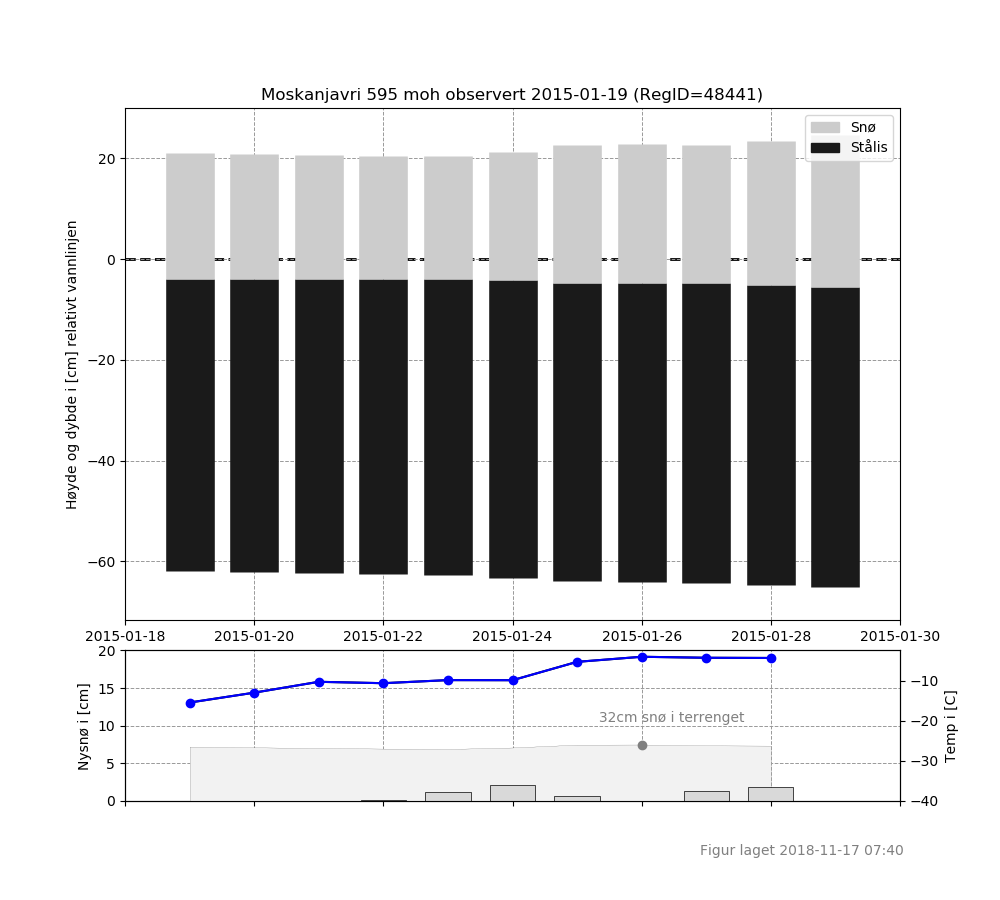 Moskanjavri 595 moh observert 2015-01-19 (RegID=48441)
Snø
Stålis
Høyde og dybde i [cm] relativt vannlinjen
20
0
−20
−40
−60
2015-01-18 2015-01-20 2015-01-22 2015-01-24 2015-01-26 2015-01-28 2015-01-30
Nysnø i [cm]
20
15
10
5
0
32cm snø i terrenget
−10
−20
−30
−40
Temp i [C]
Figur laget 2018-11-17 07:40